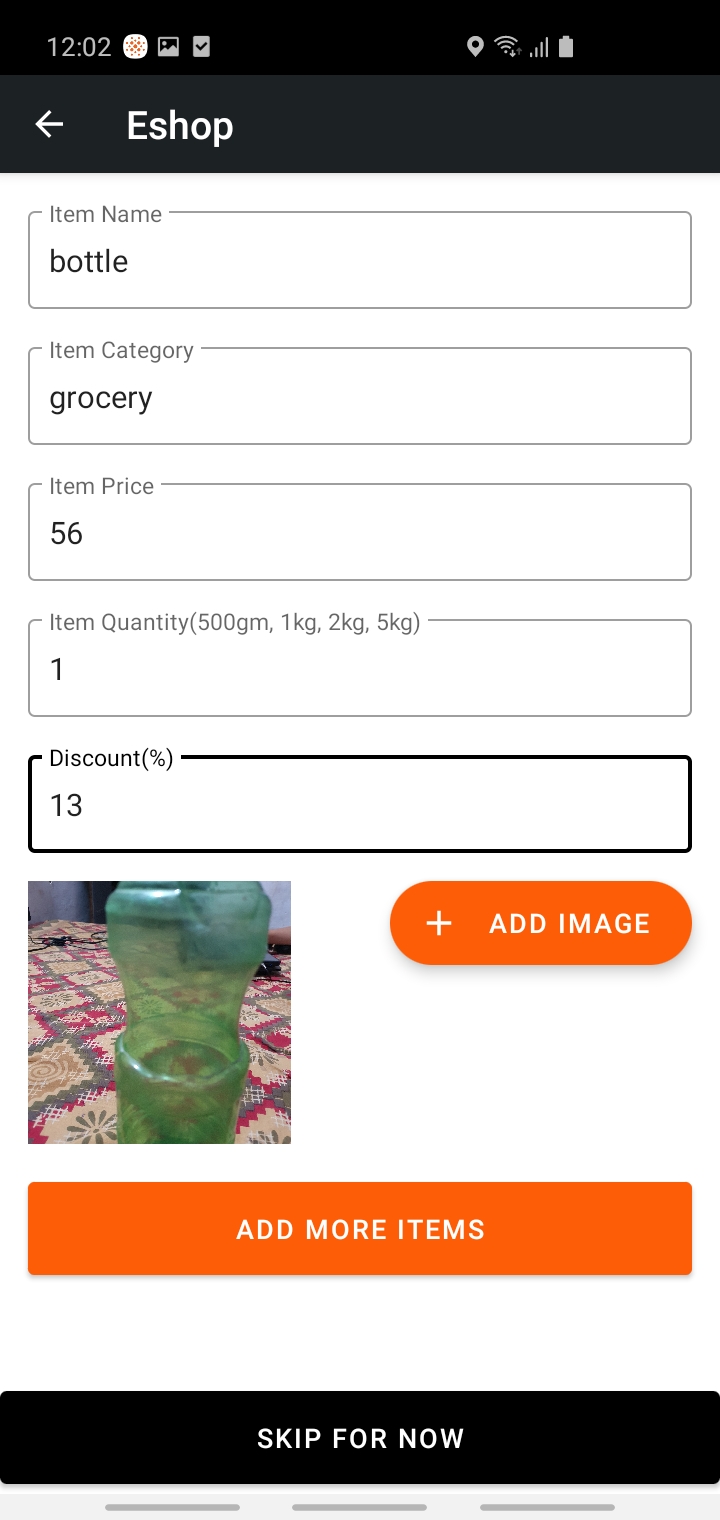 12:02
Eshop
Item Name
bottle
Item Category
grocery
Item Price
56
Item Quantity(500gm, 1kg, 2kg, 5kg)
1
Discount(%)
13
ADD IMAGE
ADD MORE ITEMS
SKIP FOR NOW